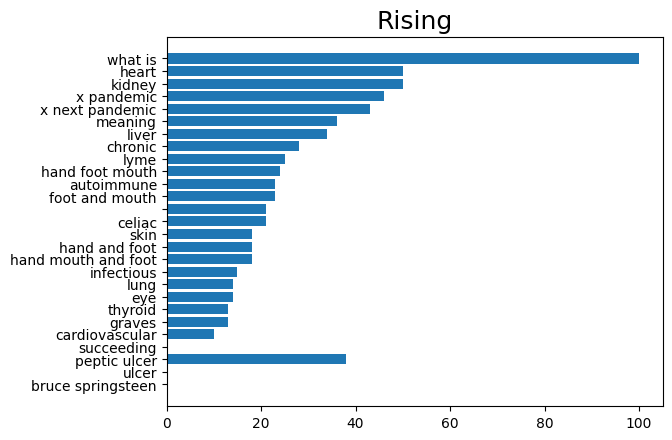 Rising
what is
heart
kidney
x pandemic
x next pandemic
meaning
liver
chronic
lyme
hand foot mouth
autoimmune
foot and mouth
celiac
skin
hand and foot
hand mouth and foot
infectious
lung
eye
thyroid
graves
cardiovascular
succeeding
peptic ulcer
ulcer
bruce springsteen
0 20 40 60 80 100